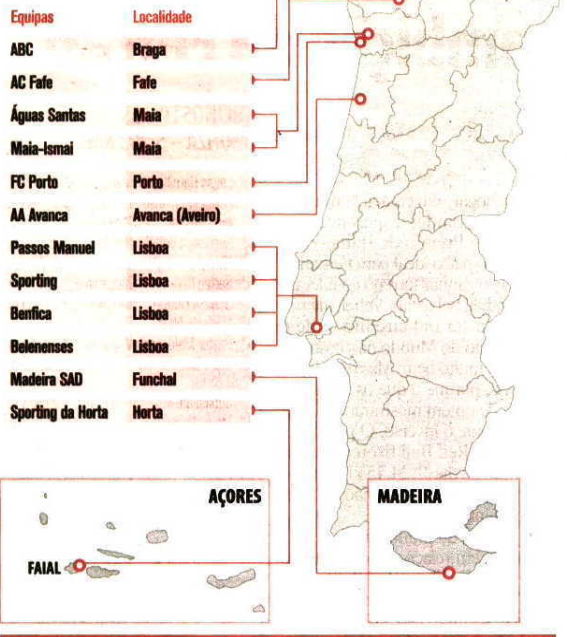 Equipas Localidade
ABC Braga
AC Fafe Fafe
Águas Santas Maia
Maia-Ismai Maia
FC Porto Porto
AA Avanca Avanca (Aveiro)
Passos Manuel Lisboa
Sporting Lisboa
Benfica Lisboa
Belenenses Lisboa
Madeira SAD Funchal
Sporting da Horta Horta
AÇORES
MADEIRA
FAIAL